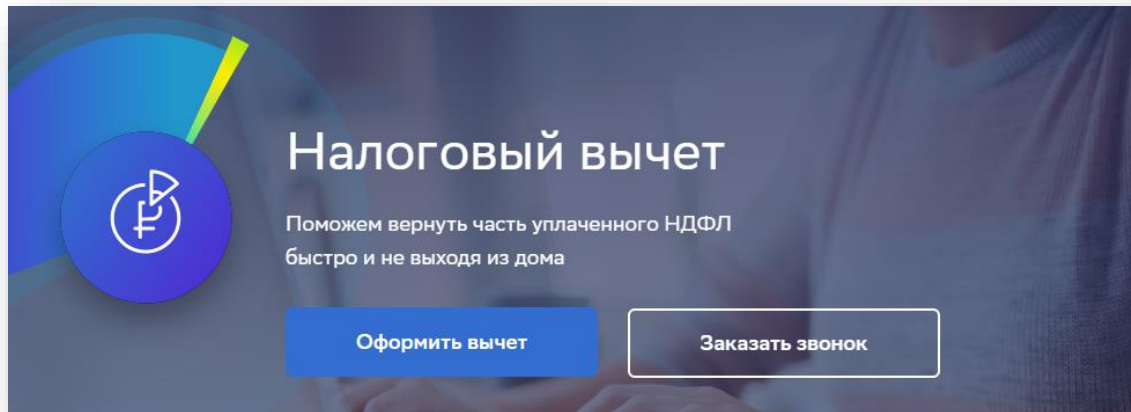 Налоговый вычет
Поможем вернуть часть уплаченного НДФЛ
быстро и не выходя из дома
Оформить вычет
Заказать звонок